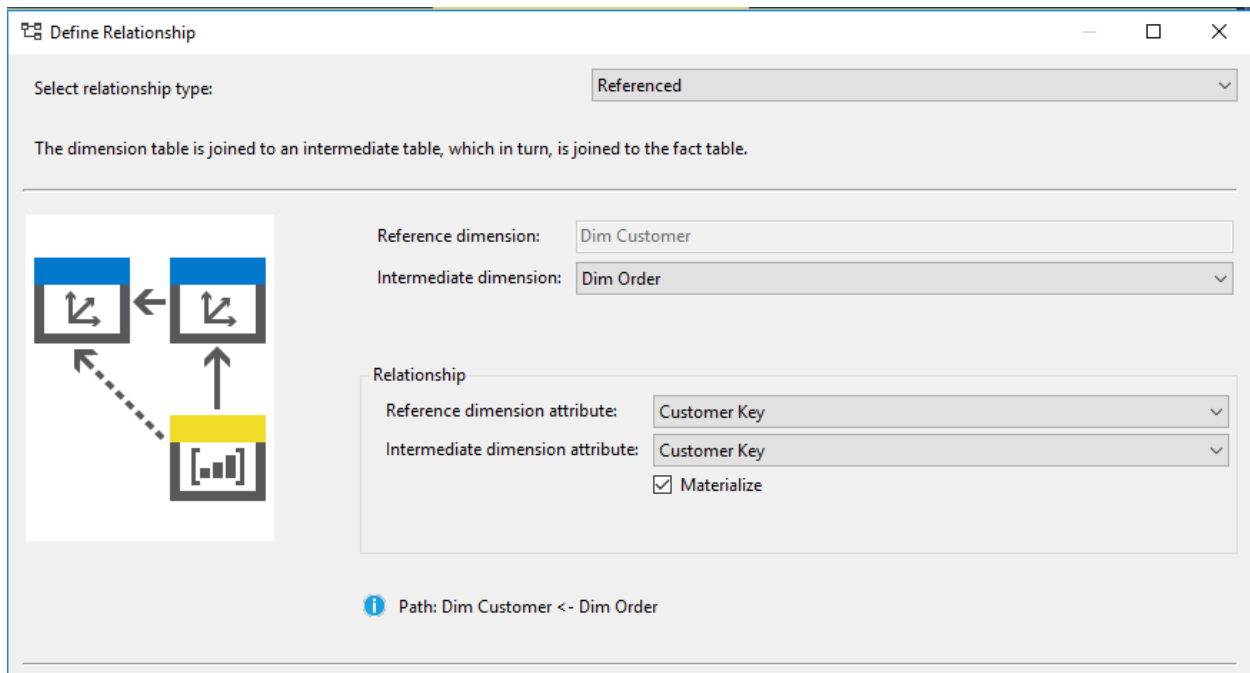 Define Relationship
Select relationship type: Referenced
The dimension table is joined to an intermediate table, which in turn, is joined to the fact table.
Reference dimension: Dim Customer
Intermediate dimension: Dim Order
Relationship
Reference dimension attribute: Customer Key
Intermediate dimension attribute: Customer Key
Materialize
Path: Dim Customer <- Dim Order